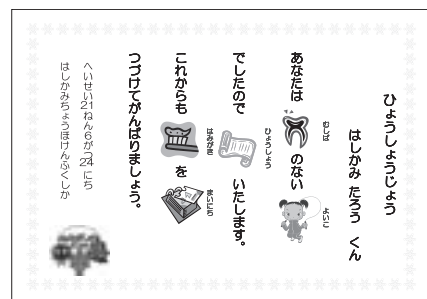 ひょうしょうじょう
はしかみ たろう くん
あなたは むしば のない よいこ
でしたので ひょうしょう いたします。
これからも はみがき を まいにち
つづけてがんばりましょう。
へいせい21ねん6がつ24にち
はしかみちょうほけんふくしか